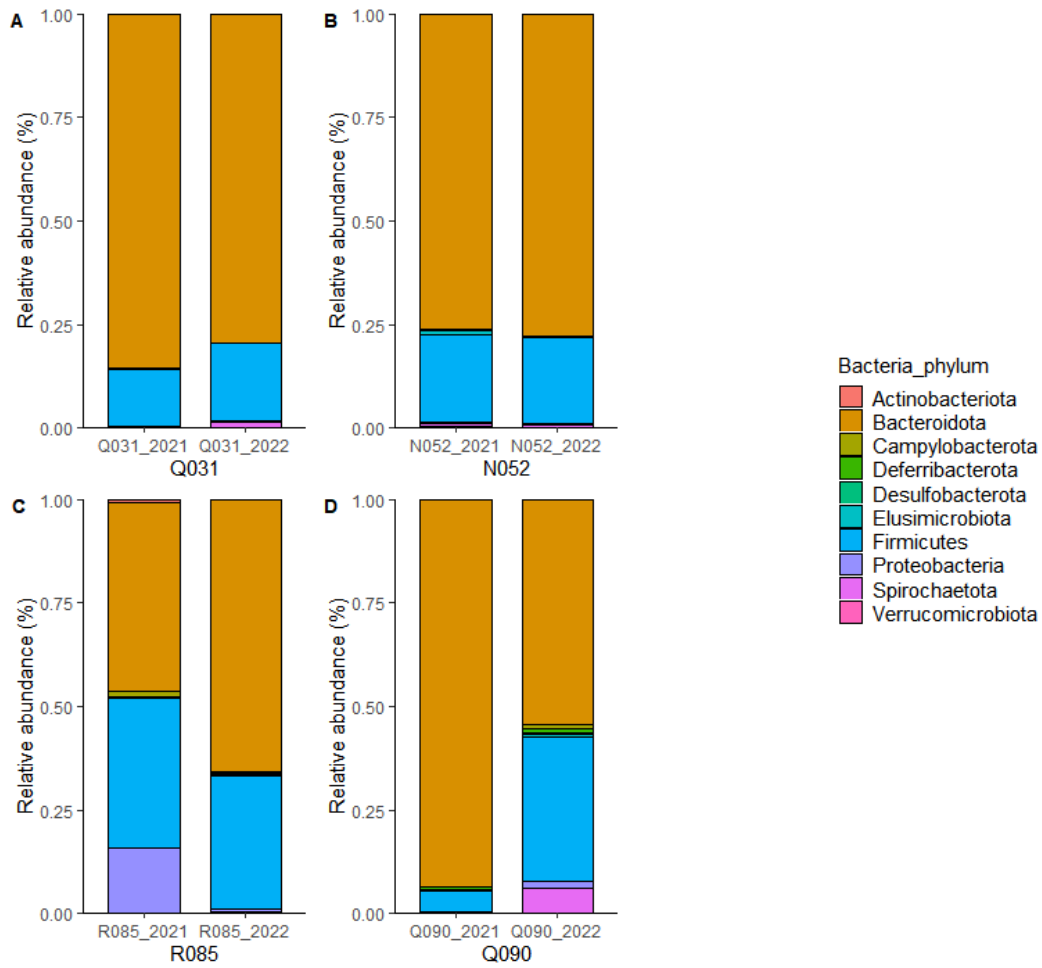 A
Relative abundance (%)
1.00
0.75
0.50
0.25
0.00
Q031_2021 Q031_2022
Q031
B
Relative abundance (%)
1.00
0.75
0.50
0.25
0.00
N052_2021 N052_2022
N052
C
Relative abundance (%)
1.00
0.75
0.50
0.25
0.00
R085_2021 R085_2022
R085
D
Relative abundance (%)
1.00
0.75
0.50
0.25
0.00
Q090_2021 Q090_2022
Q090
Bacteria_phylum
Actinobacteriota
Bacteroidota
Campylobacterota
Deferribacterota
Desulfobacterota
Elusimicrobiota
Firmicutes
Proteobacteria
Spirochaetota
Verrucomicrobiota